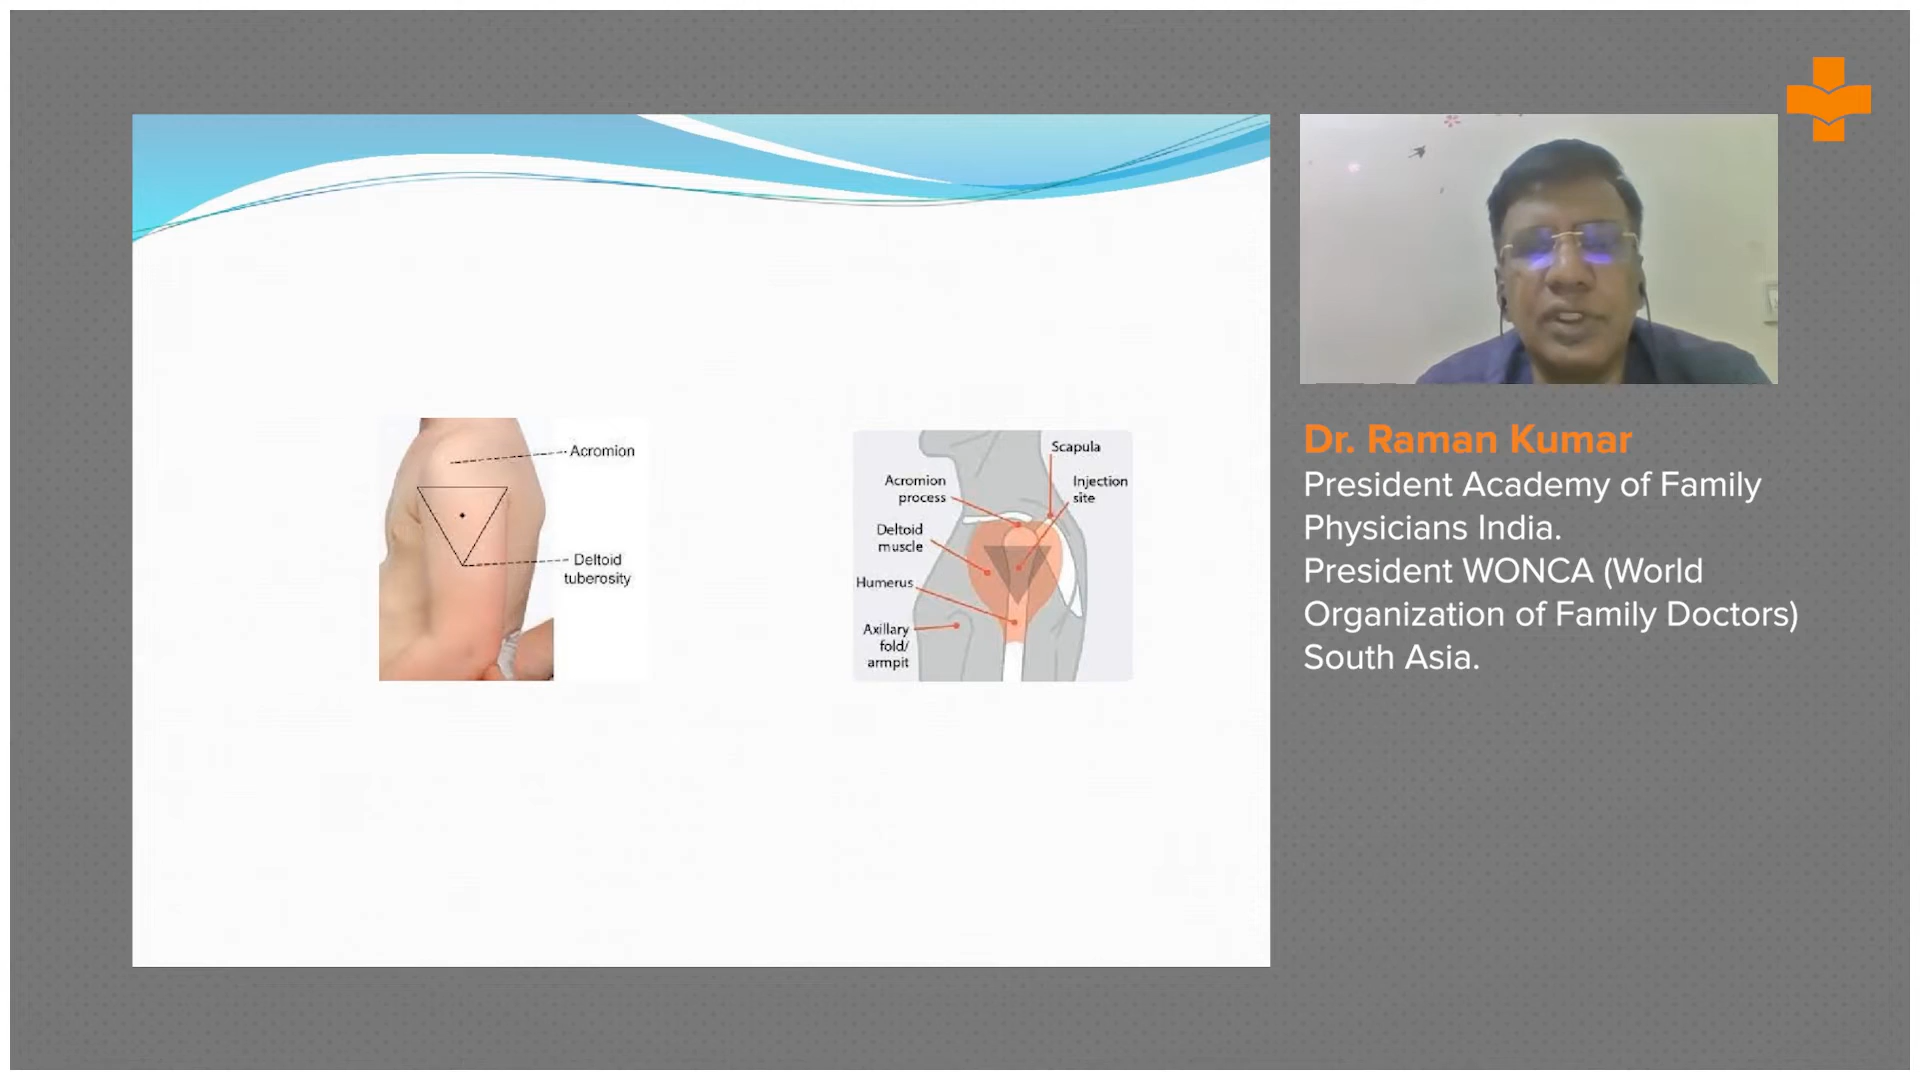 Acromion
Deltoid
tuberosity
Scapula
Acromion
process
Injection
site
Deltoid
muscle
Humerus
Axillary
fold/
armpit
Dr. Raman Kumar
President Academy of Family
Physicians India.
President WONCA (World
Organization of Family Doctors)
South Asia.